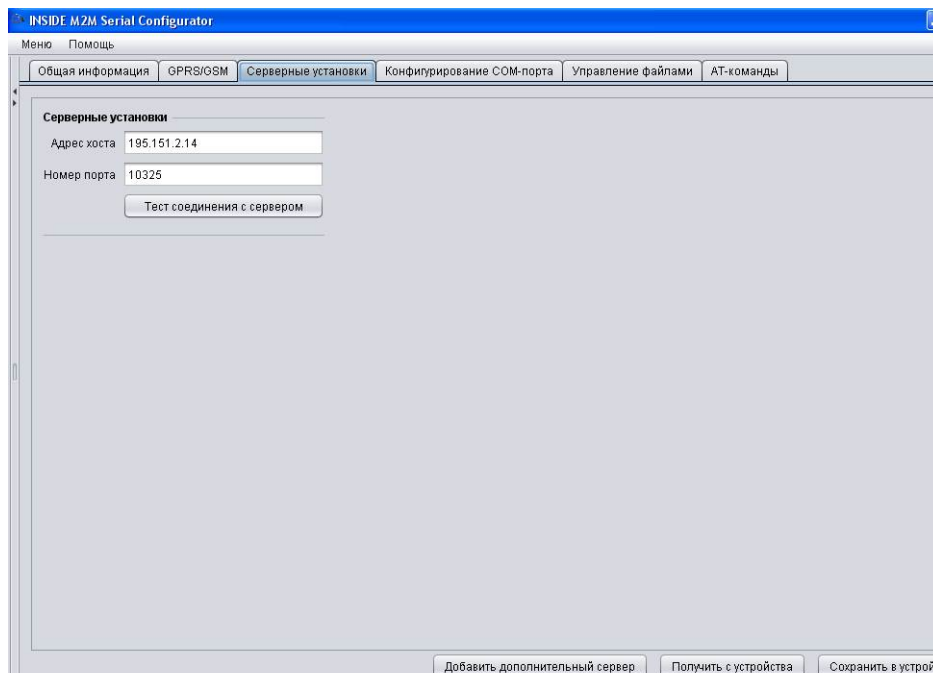 INSIDE M2M Serial Configurator
Меню Помощь
Общая информация GPRS/GSM Серверные установки Конфигурирование COM-порта Управление файлами AT-команды
Серверные установки
Адрес хоста 195.151.2.14
Номер порта 10325
Тест соединения с сервером
Добавить дополнительный сервер Получить с устройства Сохранить в устрой